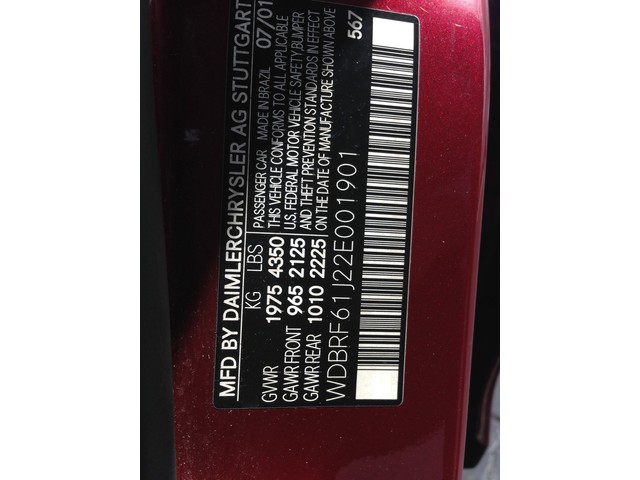 MFD BY DAIMLERCHRYSLER AG STUTTGART
KG LBS PASSENGER CAR MADE IN BRAZIL 07/01
GVWR 1975 4350 THIS VEHICLE CONFORMS TO ALL APPLICABLE
GAWR FRONT 965 2125 U.S. FEDERAL MOTOR VEHICLE SAFETY, BUMPER
GAWR REAR 1010 2225 AND THEFT PREVENTION STANDARDS IN EFFECT
ON THE DATE OF MANUFACTURE SHOWN ABOVE
WDBRF61J22E001901
567